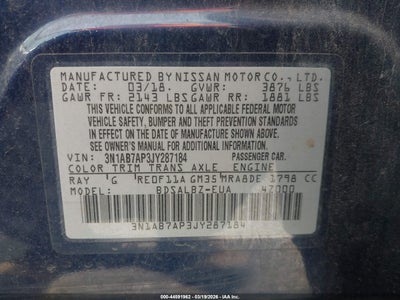 MANUFACTURED BY NISSAN MOTOR CO., LTD.
DATE: 03/18. GVWR: 3876 LBS
GAWR FR: 2143 LBS GAWR RR: 1881 LBS
THIS VEHICLE CONFORMS TO ALL APPLICABLE FEDERAL MOTOR
VEHICLE SAFETY, BUMPER, AND THEFT PREVENTION STANDARDS
IN EFFECT ON THE DATE OF MANUFACTURE SHOWN ABOVE.
SEE OWNER'S MANUAL FOR ADDITIONAL INFORMATION
VIN: 3N1AB7AP3JY287184 PASSENGER CAR.
COLOR TRIM TRANS AXLE ENGINE
RAY 'G RE0F11A GM35 MRA8DE 1798 CC
MODEL: BDSALBZ-EUA 4Z000
3N1AB7AP3JY287184
000-44591962 - 03/19/2026 - IAA Inc.